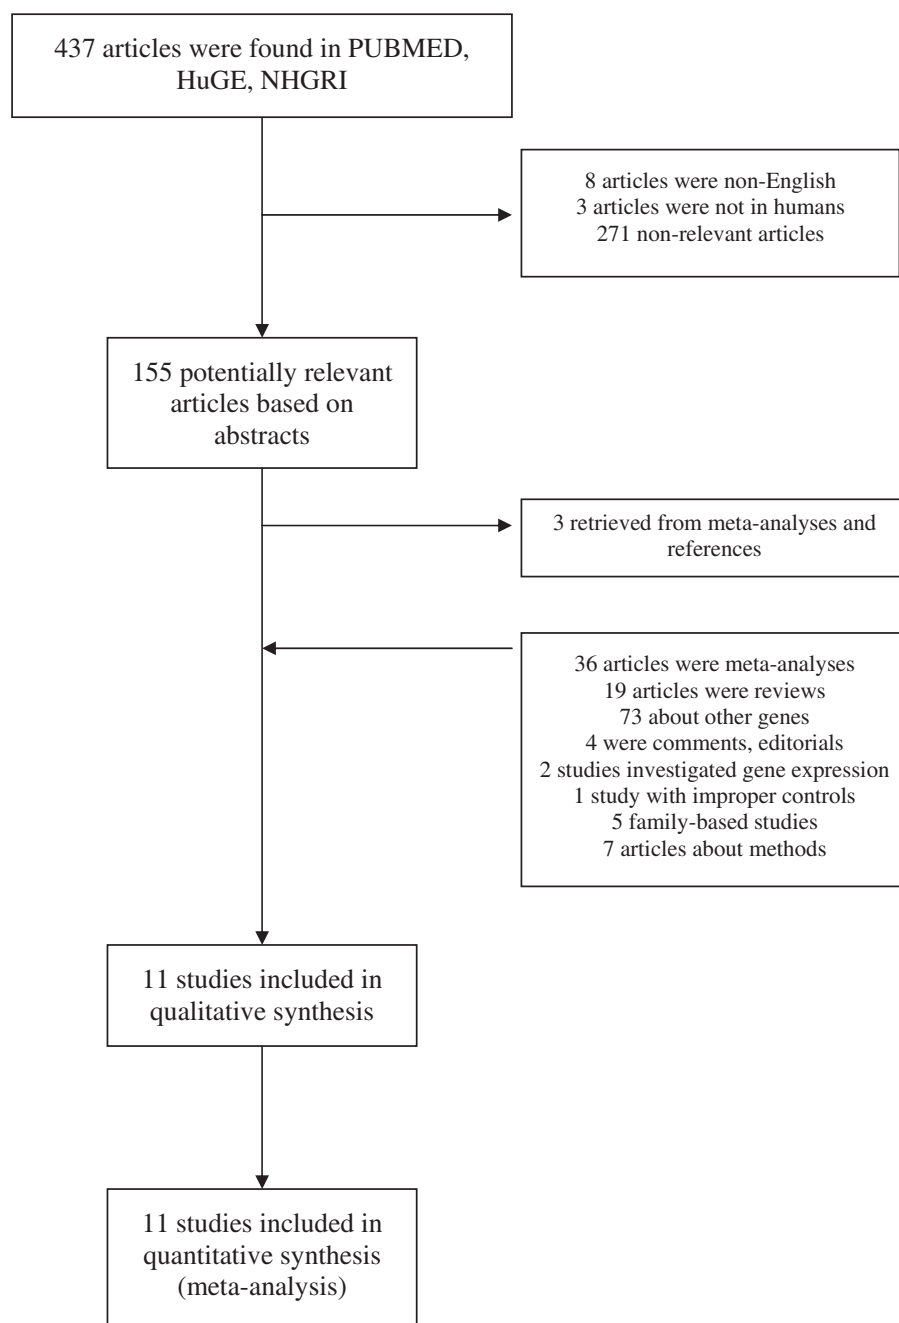 437 articles were found in PUBMED,
HuGE, NHGRI
8 articles were non-English
3 articles were not in humans
271 non-relevant articles
155 potentially relevant
articles based on
abstracts
3 retrieved from meta-analyses and
references
36 articles were meta-analyses
19 articles were reviews
73 about other genes
4 were comments, editorials
2 studies investigated gene expression
1 study with improper controls
5 family-based studies
7 articles about methods
11 studies included in
qualitative synthesis
11 studies included in
quantitative synthesis
(meta-analysis)